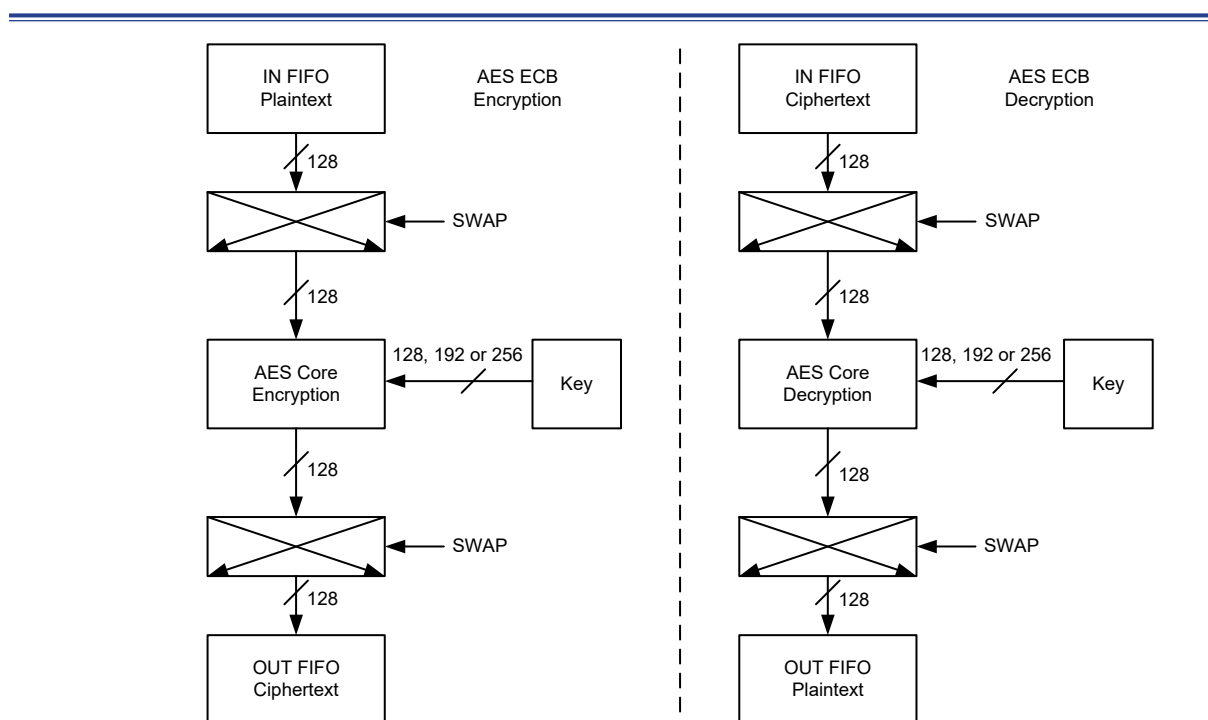 IN FIFO
Plaintext
AES ECB
Encryption
128
SWAP
128
AES Core
Encryption
128, 192 or 256
Key
128
SWAP
128
OUT FIFO
Ciphertext
IN FIFO
Ciphertext
AES ECB
Decryption
128
SWAP
128
AES Core
Decryption
128, 192 or 256
Key
128
SWAP
128
OUT FIFO
Plaintext